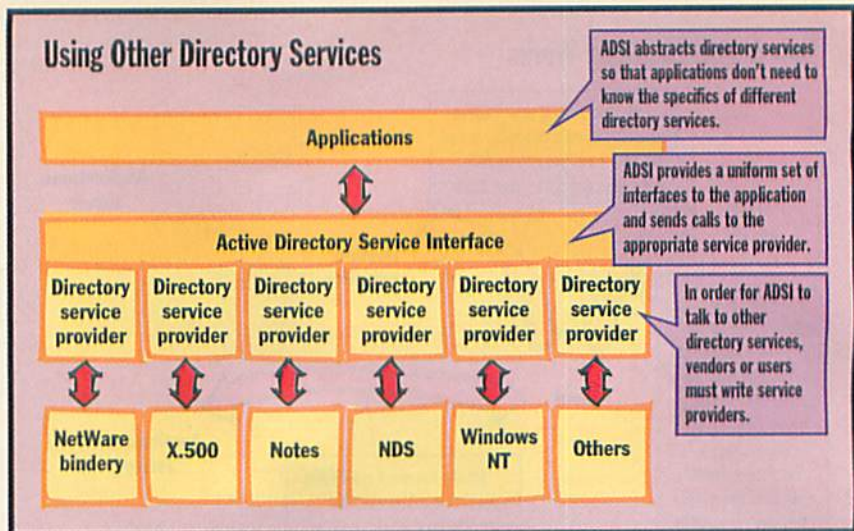 Using Other Directory Services
ADSI abstracts directory services
so that applications don't need to
know the specifics of different
directory services.
Applications
ADSI provides a uniform set of
interfaces to the application
and sends calls to the
appropriate service provider.
Active Directory Service Interface
Directory
service
provider
Directory
service
provider
Directory
service
provider
Directory
service
provider
Directory
service
provider
Directory
service
provider
In order for ADSI to
talk to other
directory services,
vendors or users
must write service
providers.
NetWare
bindery
X.500
Notes
NDS
Windows
NT
Others